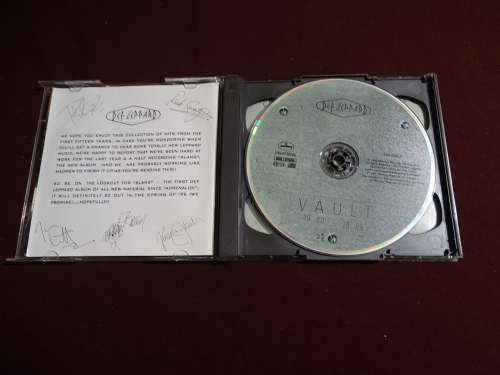 DEF LEPPARD
WE HOPE YOU ENJOY THIS COLLECTION OF HITS FROM THE
FIRST FIFTEEN YEARS. IN CASE YOU'RE WONDERING WHEN
YOU'LL GET A CHANCE TO HEAR SOME TOTALLY NEW LEPPARD
MUSIC, WE'RE HAPPY TO REPORT THAT WE'VE BEEN HARD AT
WORK FOR THE LAST YEAR & A HALF RECORDING "SLANG",
THE NEW ALBUM (AND WE ARE PROBABLY WORKING LIKE
MADMEN TO FINISH IT UP AS YOU'RE READING THIS)!
SO BE ON THE LOOKOUT FOR "SLANG" - THE FIRST DEF
LEPPARD ALBUM OF ALL NEW MATERIAL SINCE "ADRENALIZE".
IT WILL DEFINITELY BE OUT IN THE SPRING OF '96 (WE
PROMISE!....HOPEFULLY!)
DEF LEPPARD
VAULT